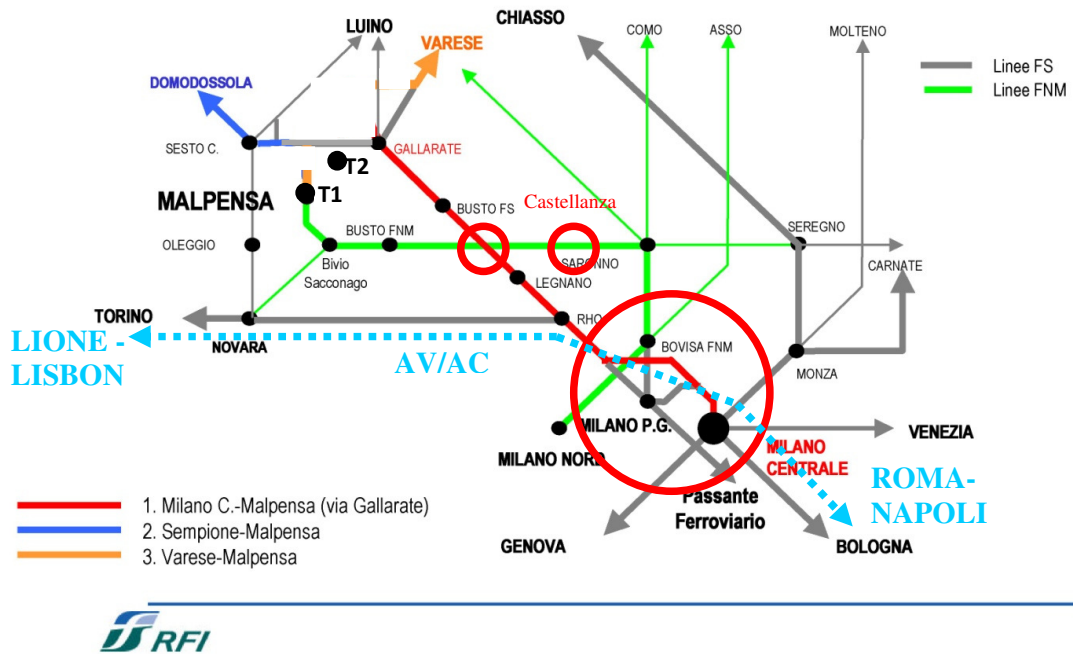 CHIASSO
LUINO
COMO
ASSO
MOLTENO
VARESE
DOMODOSSOLA
Linee FS
Linee FNM
SESTO C.
GALLARATE
T2
T1
MALPENSA
BUSTO FS
Castellanza
BUSTO FNM
SEREGNO
OLEGGIO
Bivio
Sacconago
SARONNO
CARNATE
LEGNANO
TORINO
RHO
NOVARA
LIONE -
LISBON
AV/AC
BOVISA FNM
MONZA
MILANO P.G.
VENEZIA
MILANO NORD
MILANO
CENTRALE
ROMA-
NAPOLI
Passante
Ferroviario
GENOVA
BOLOGNA
1. Milano C.-Malpensa (via Gallarate)
2. Sempione-Malpensa
3. Varese-Malpensa
RFI